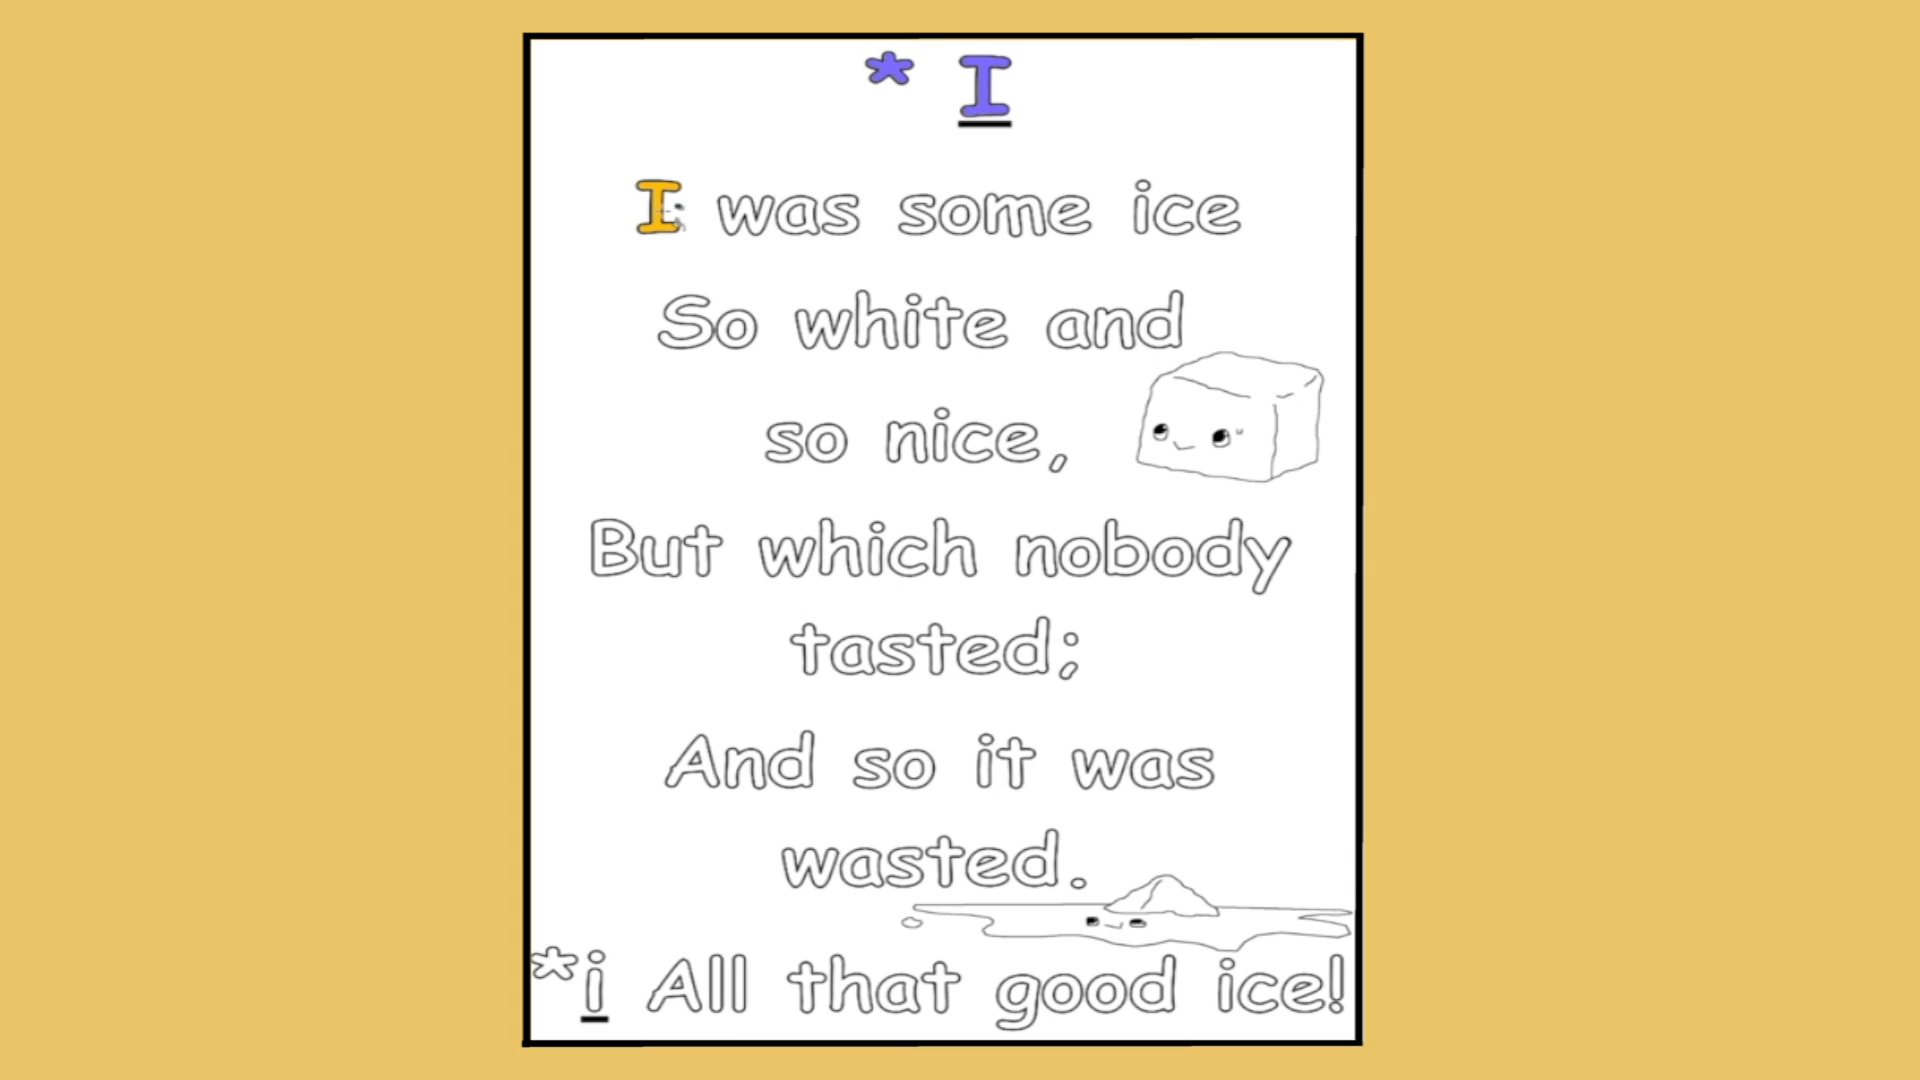 * I
I was some ice
So white and
so nice,
But which nobody
tasted;
And so it was
wasted.
*i All that good ice!